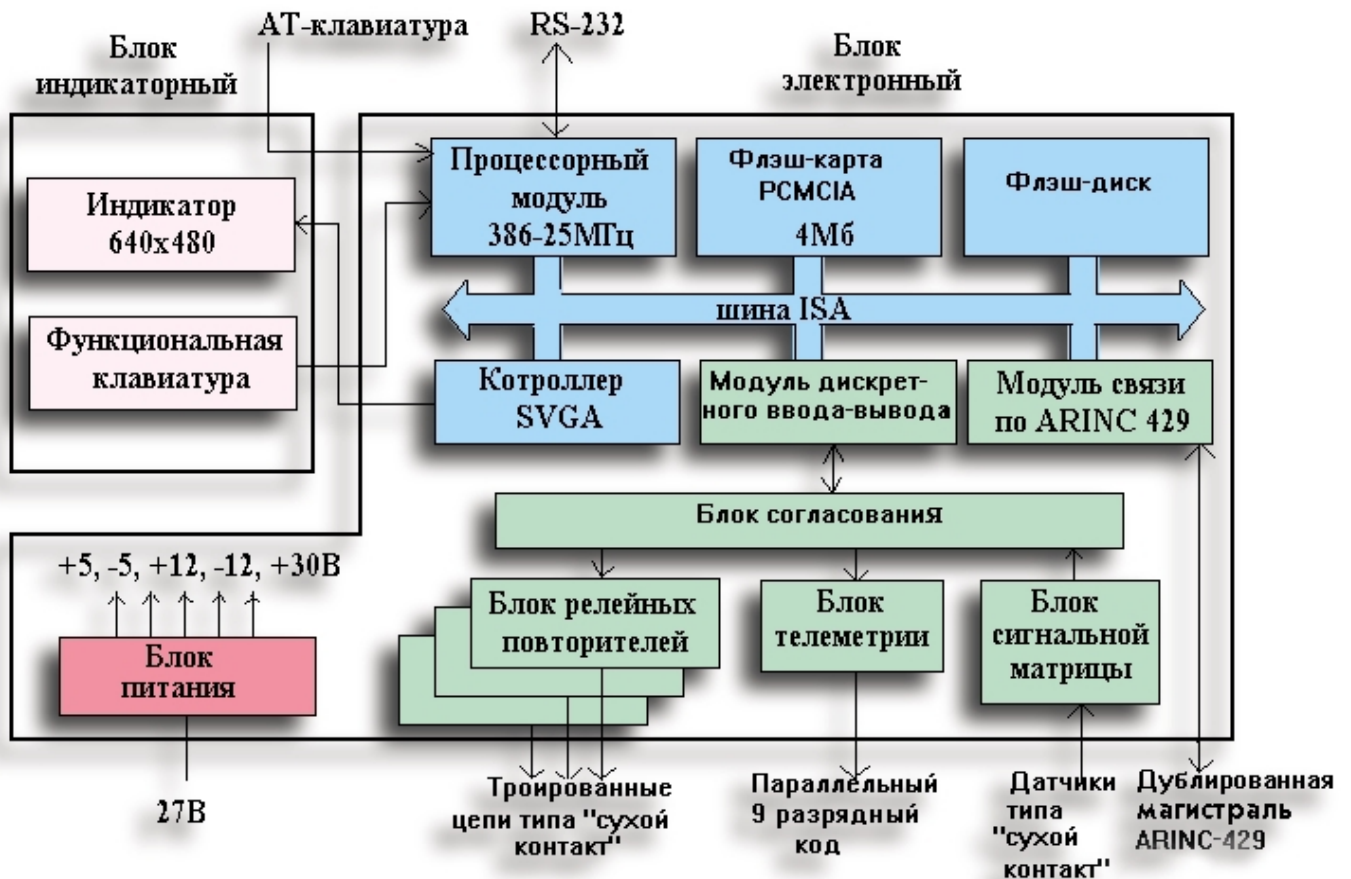 АТ-клавиатура
RS-232
Блок
индикаторный
Блок
электронный
Процессорный
модуль
386-25МГц
Флэш-карта
PCMCIA
4Мб
Флэш-диск
Индикатор
640x480
шина ISA
Функциональная
клавиатура
Котроллер
SVGA
Модуль дискрет-
ного ввода-вывода
Модуль связи
по ARINC 429
Блок согласования
+5, -5, +12, -12, +30В
Блок релейных
повторителей
Блок
телеметрии
Блок
сигнальной
матрицы
Блок
питания
27В
Троированные
цепи типа "сухой
контакт"
Параллельный
9 разрядный
код
Датчики
типа
"сухой
контакт"
Дублированная
магистраль
ARINC-429